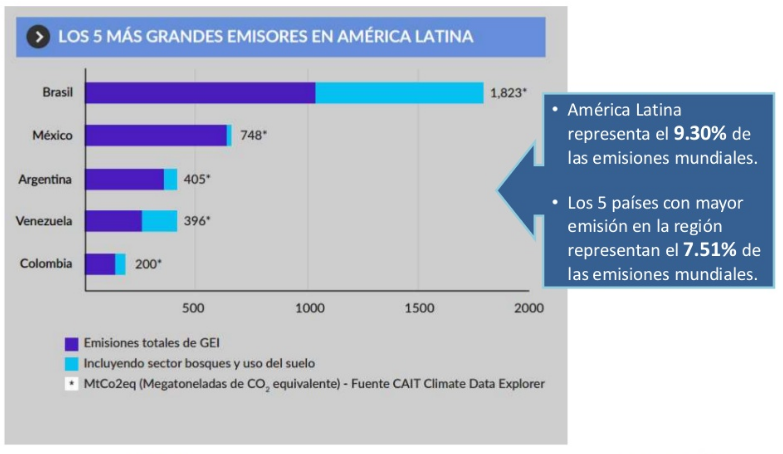 LOS 5 MÁS GRANDES EMISORES EN AMÉRICA LATINA
Brasil 1,823*
México 748*
Argentina 405*
Venezuela 396*
Colombia 200*
500 1000 1500 2000
Emisiones totales de GEI
Incluyendo sector bosques y uso del suelo
* MtCo2eq (Megatoneladas de CO₂ equivalente) - Fuente CAIT Climate Data Explorer
• América Latina
representa el 9.30% de
las emisiones mundiales.
• Los 5 países con mayor
emisión en la región
representan el 7.51% de
las emisiones mundiales.